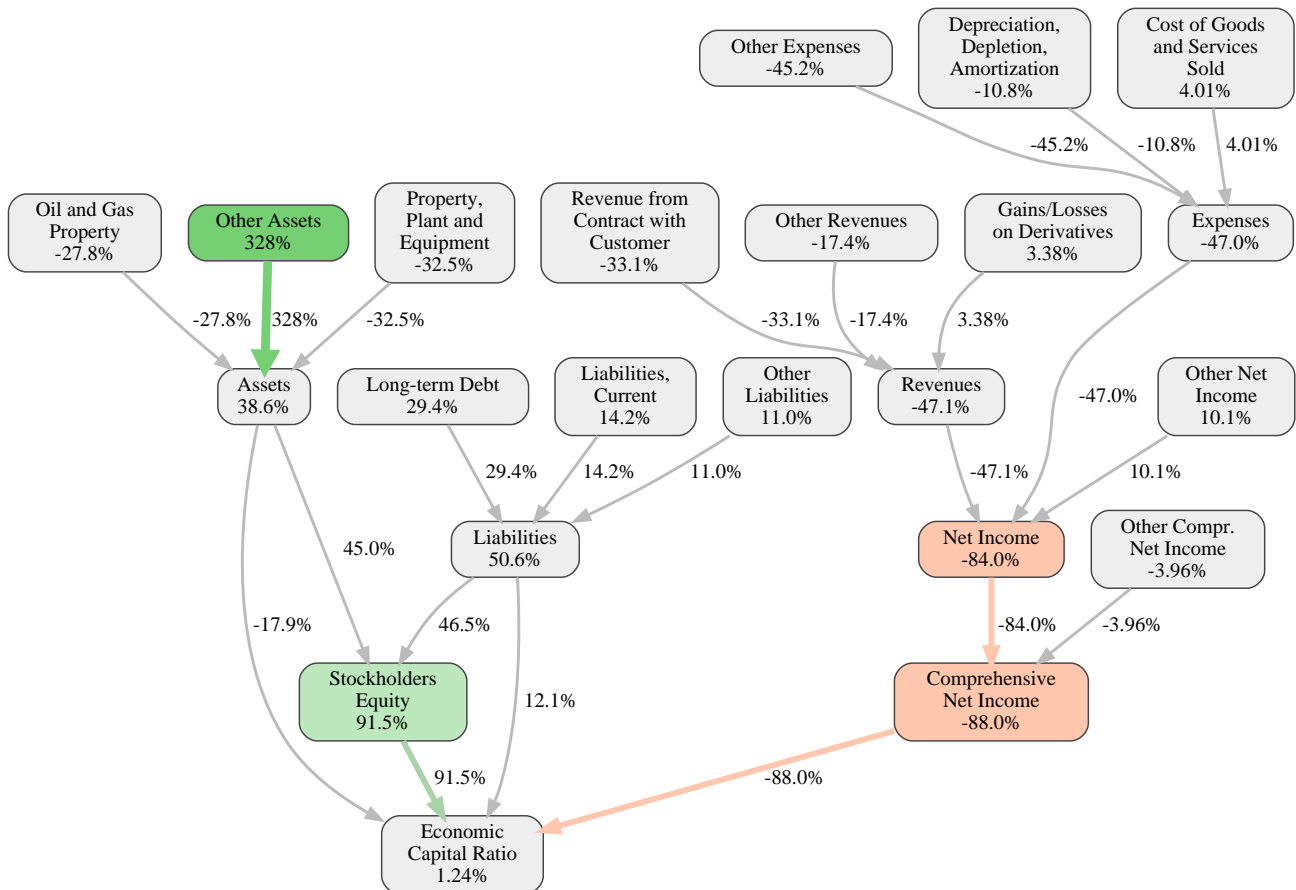 Other Expenses
-45.2%
Depreciation,
Depletion,
Amortization
-10.8%
Cost of Goods
and Services
Sold
4.01%
-45.2%
-10.8%
4.01%
Oil and Gas
Property
-27.8%
Other Assets
328%
Property,
Plant and
Equipment
-32.5%
Revenue from
Contract with
Customer
-33.1%
Other Revenues
-17.4%
Gains/Losses
on Derivatives
3.38%
Expenses
-47.0%
-27.8%
328%
-32.5%
-33.1%
-17.4%
3.38%
Assets
38.6%
Long-term Debt
29.4%
Liabilities,
Current
14.2%
Other
Liabilities
11.0%
Revenues
-47.1%
-47.0%
Other Net
Income
10.1%
29.4%
14.2%
11.0%
-47.1%
10.1%
45.0%
Liabilities
50.6%
Net Income
-84.0%
Other Compr.
Net Income
-3.96%
-17.9%
46.5%
-84.0%
-3.96%
Stockholders
Equity
91.5%
12.1%
Comprehensive
Net Income
-88.0%
91.5%
-88.0%
Economic
Capital Ratio
1.24%